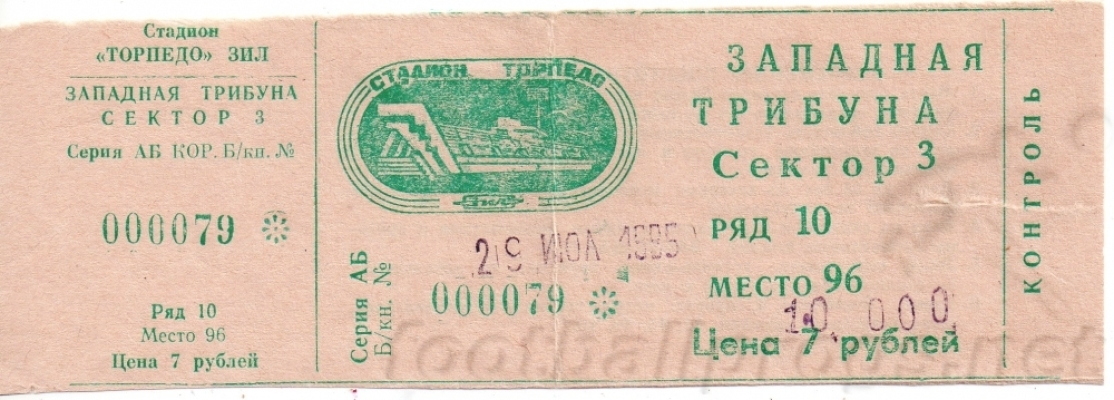 Стадион
«ТОРПЕДО» ЗИЛ
ЗАПАДНАЯ ТРИБУНА
СЕКТОР 3
Серия АБ КОР. Б/кн. №
000079
Ряд 10
Место 96
Цена 7 рублей
СТАДИОН ТОРПЕДО
ЗИЛ
Серия АБ
Б/кн. №
29 ИЮЛ 1995
000079
ЗАПАДНАЯ
ТРИБУНА
Сектор 3
РЯД 10
МЕСТО 96
10.000
Цена 7 рублей
КОНТРОЛЬ